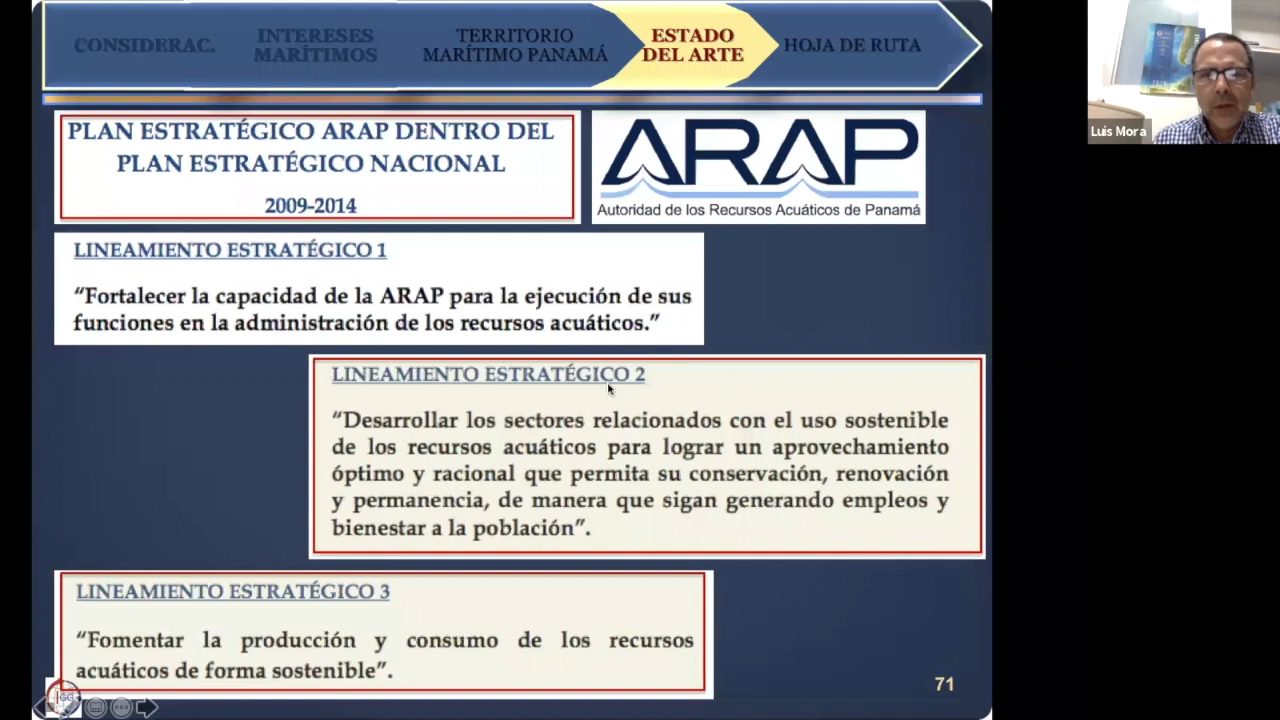 CONSIDERAC.
INTERESES
MARÍTIMOS
TERRITORIO
MARÍTIMO PANAMÁ
ESTADO
DEL ARTE
HOJA DE RUTA
PLAN ESTRATÉGICO ARAP DENTRO DEL
PLAN ESTRATÉGICO NACIONAL
2009-2014
ARAP
Autoridad de los Recursos Acuáticos de Panamá
Luis Mora
LINEAMIENTO ESTRATÉGICO 1
“Fortalecer la capacidad de la ARAP para la ejecución de sus
funciones en la administración de los recursos acuáticos.”
LINEAMIENTO ESTRATÉGICO 2
“Desarrollar los sectores relacionados con el uso sostenible
de los recursos acuáticos para lograr un aprovechamiento
óptimo y racional que permita su conservación, renovación
y permanencia, de manera que sigan generando empleos y
bienestar a la población”.
LINEAMIENTO ESTRATÉGICO 3
“Fomentar la producción y consumo de los recursos
acuáticos de forma sostenible”.
71